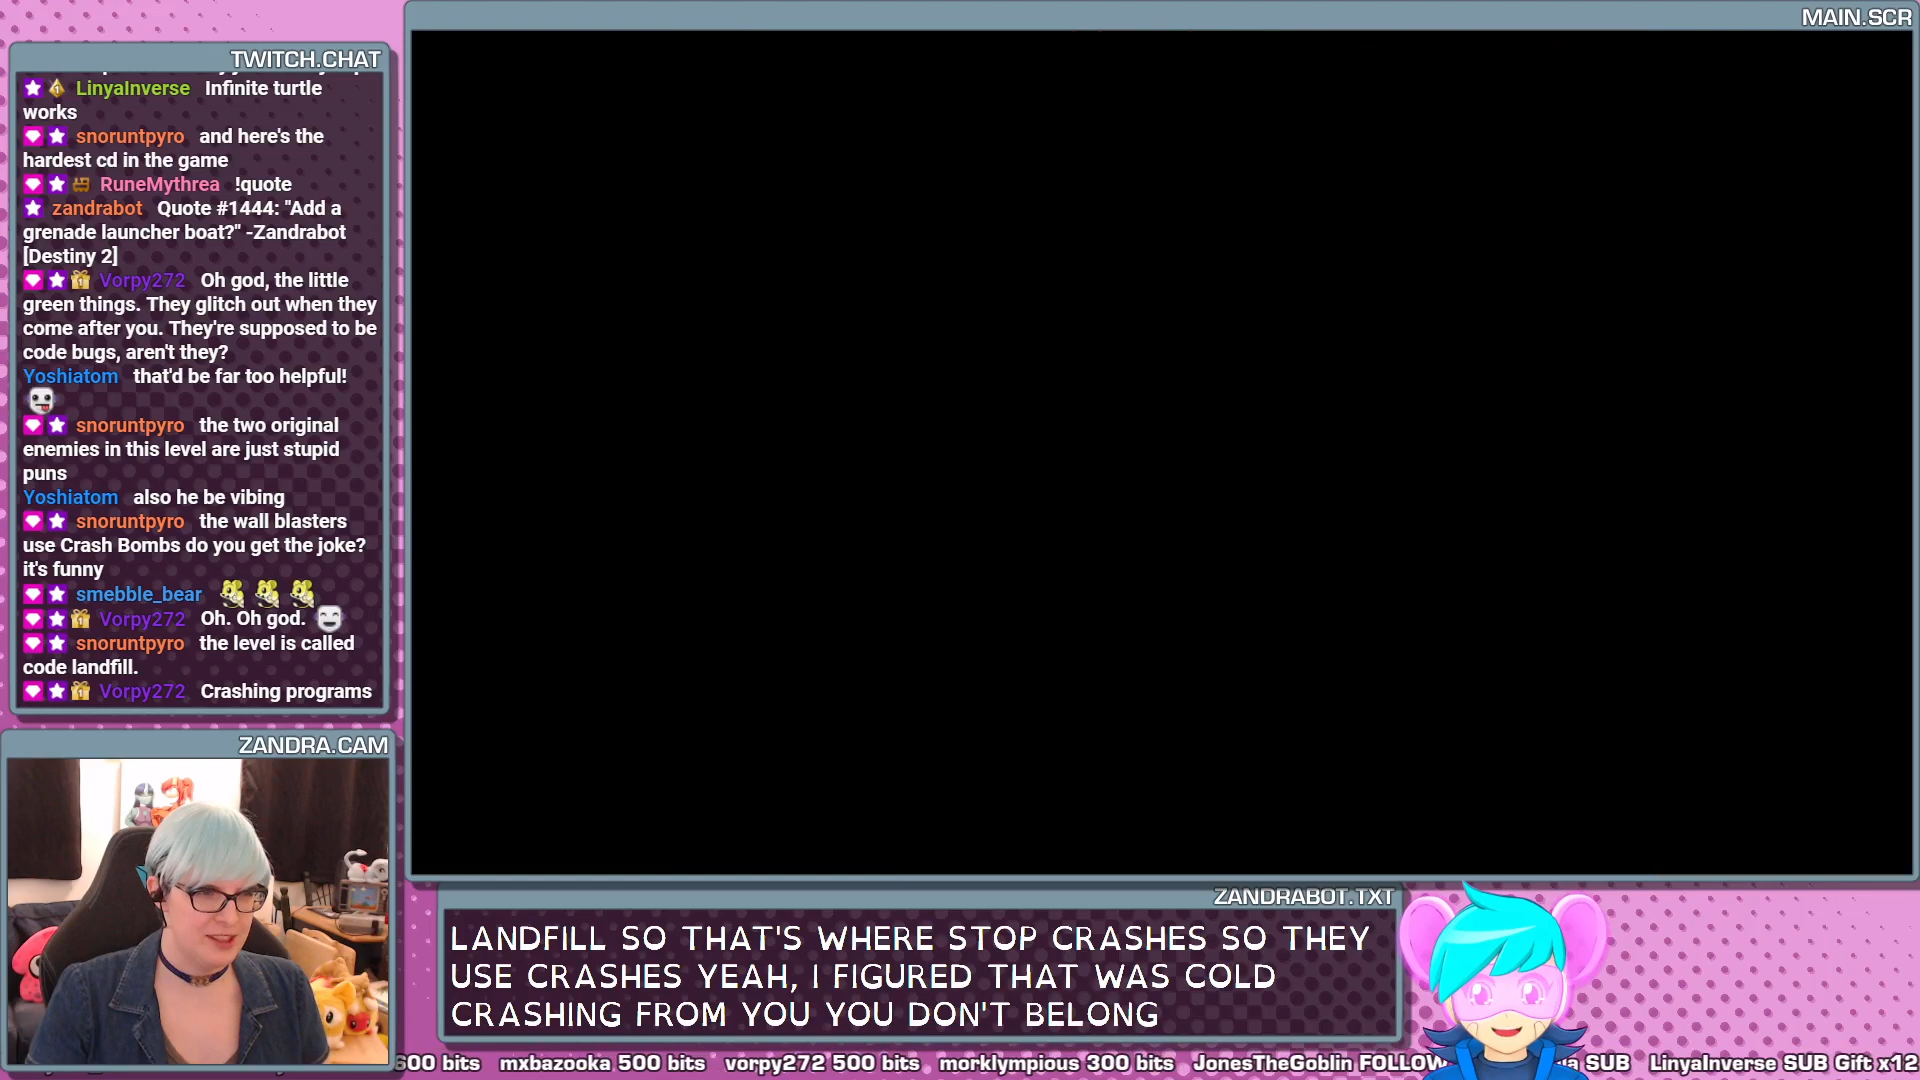 MAIN.SCR
TWITCH.CHAT
LinyaInverse Infinite turtle
works
snoruntpyro and here's the
hardest cd in the game
RuneMythrea !quote
zandrabot Quote #1444: "Add a
grenade launcher boat?" -Zandrabot
[Destiny 2]
Vorpy272 Oh god, the little
green things. They glitch out when they
come after you. They're supposed to be
code bugs, aren't they?
Yoshiatom that'd be far too helpful!
snoruntpyro the two original
enemies in this level are just stupid
puns
Yoshiatom also he be vibing
snoruntpyro the wall blasters
use Crash Bombs do you get the joke?
it's funny
smebble_bear
Vorpy272 Oh. Oh god.
snoruntpyro the level is called
code landfill.
Vorpy272 Crashing programs
ZANDRA.CAM
ZANDRABOT.TXT
LANDFILL SO THAT'S WHERE STOP CRASHES SO THEY
USE CRASHES YEAH, I FIGURED THAT WAS COLD
CRASHING FROM YOU YOU DON'T BELONG
600 bits mxbazooka 500 bits vorpy272 500 bits morklympious 300 bits JonesTheGoblin FOLLOW SUB LinyaInverse SUB Gift x12